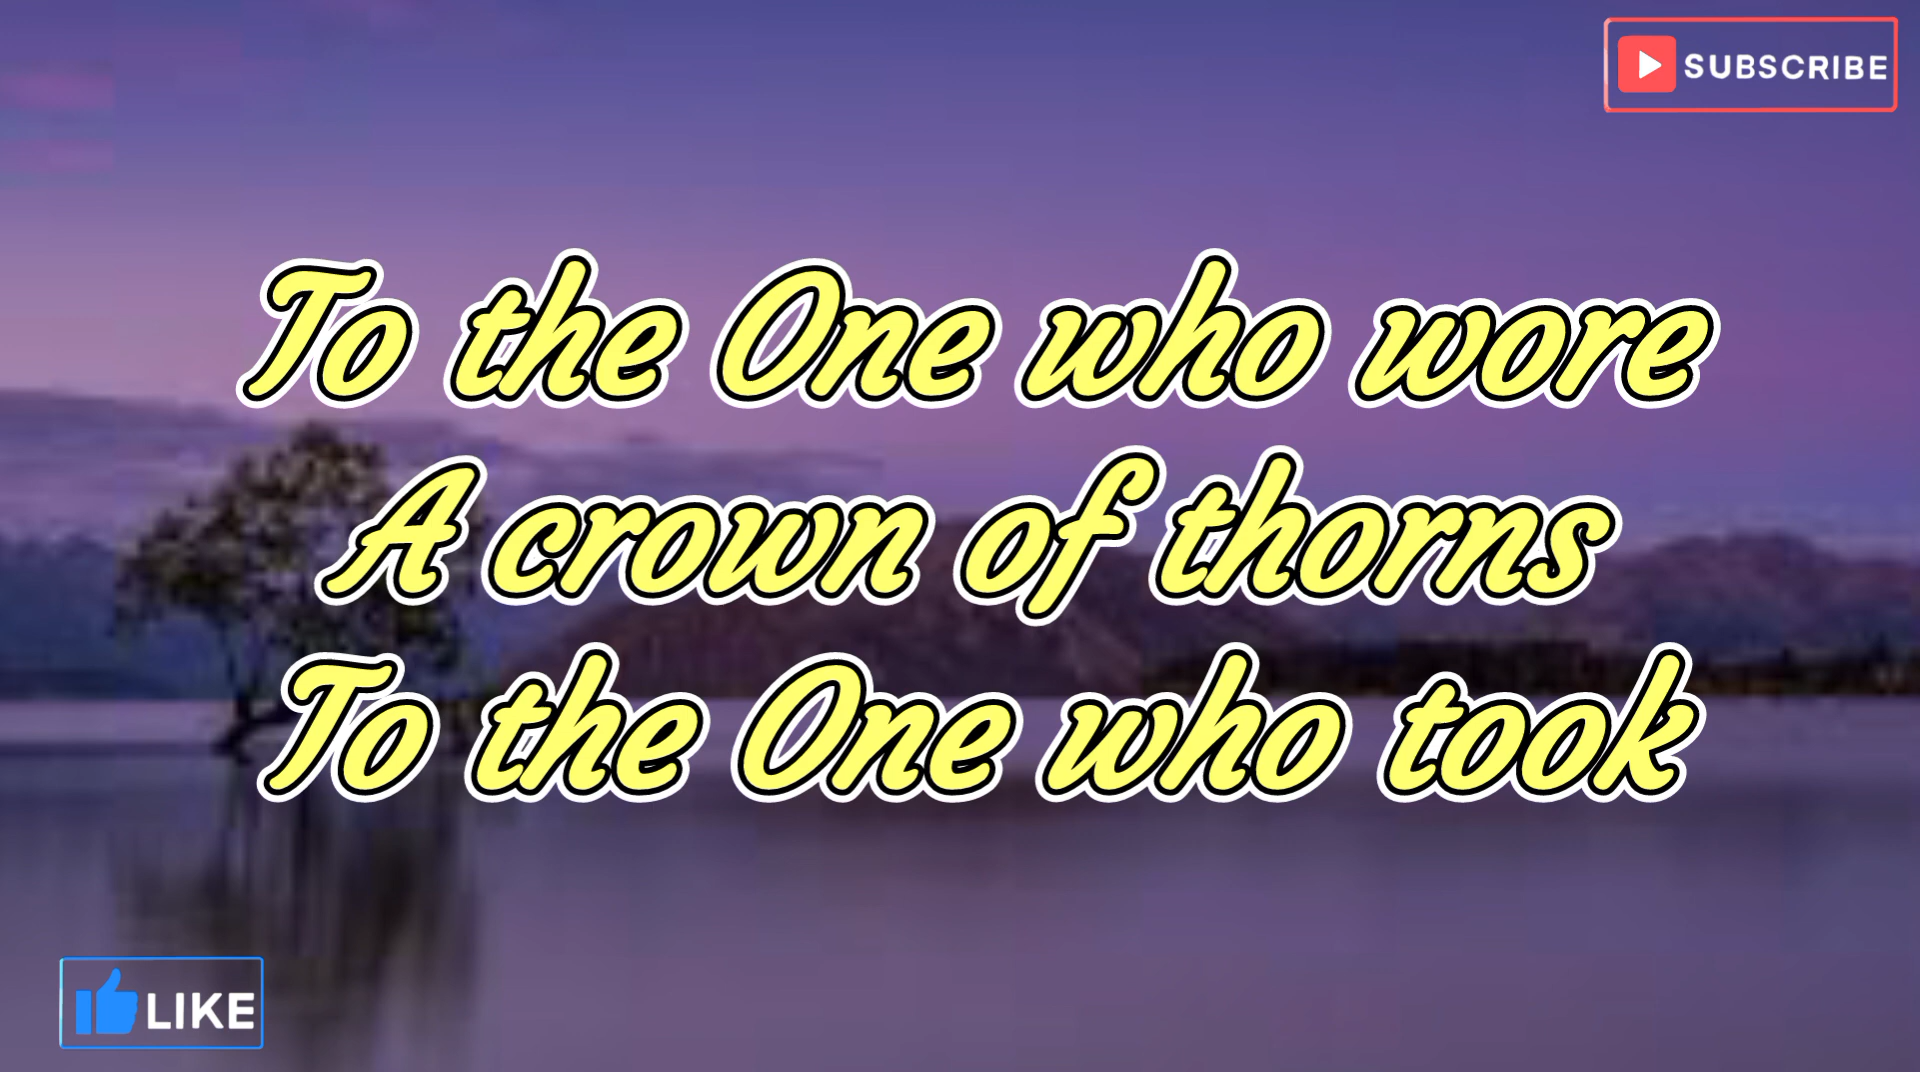 SUBSCRIBE
To the One who wore
A crown of thorns
To the One who took
LIKE